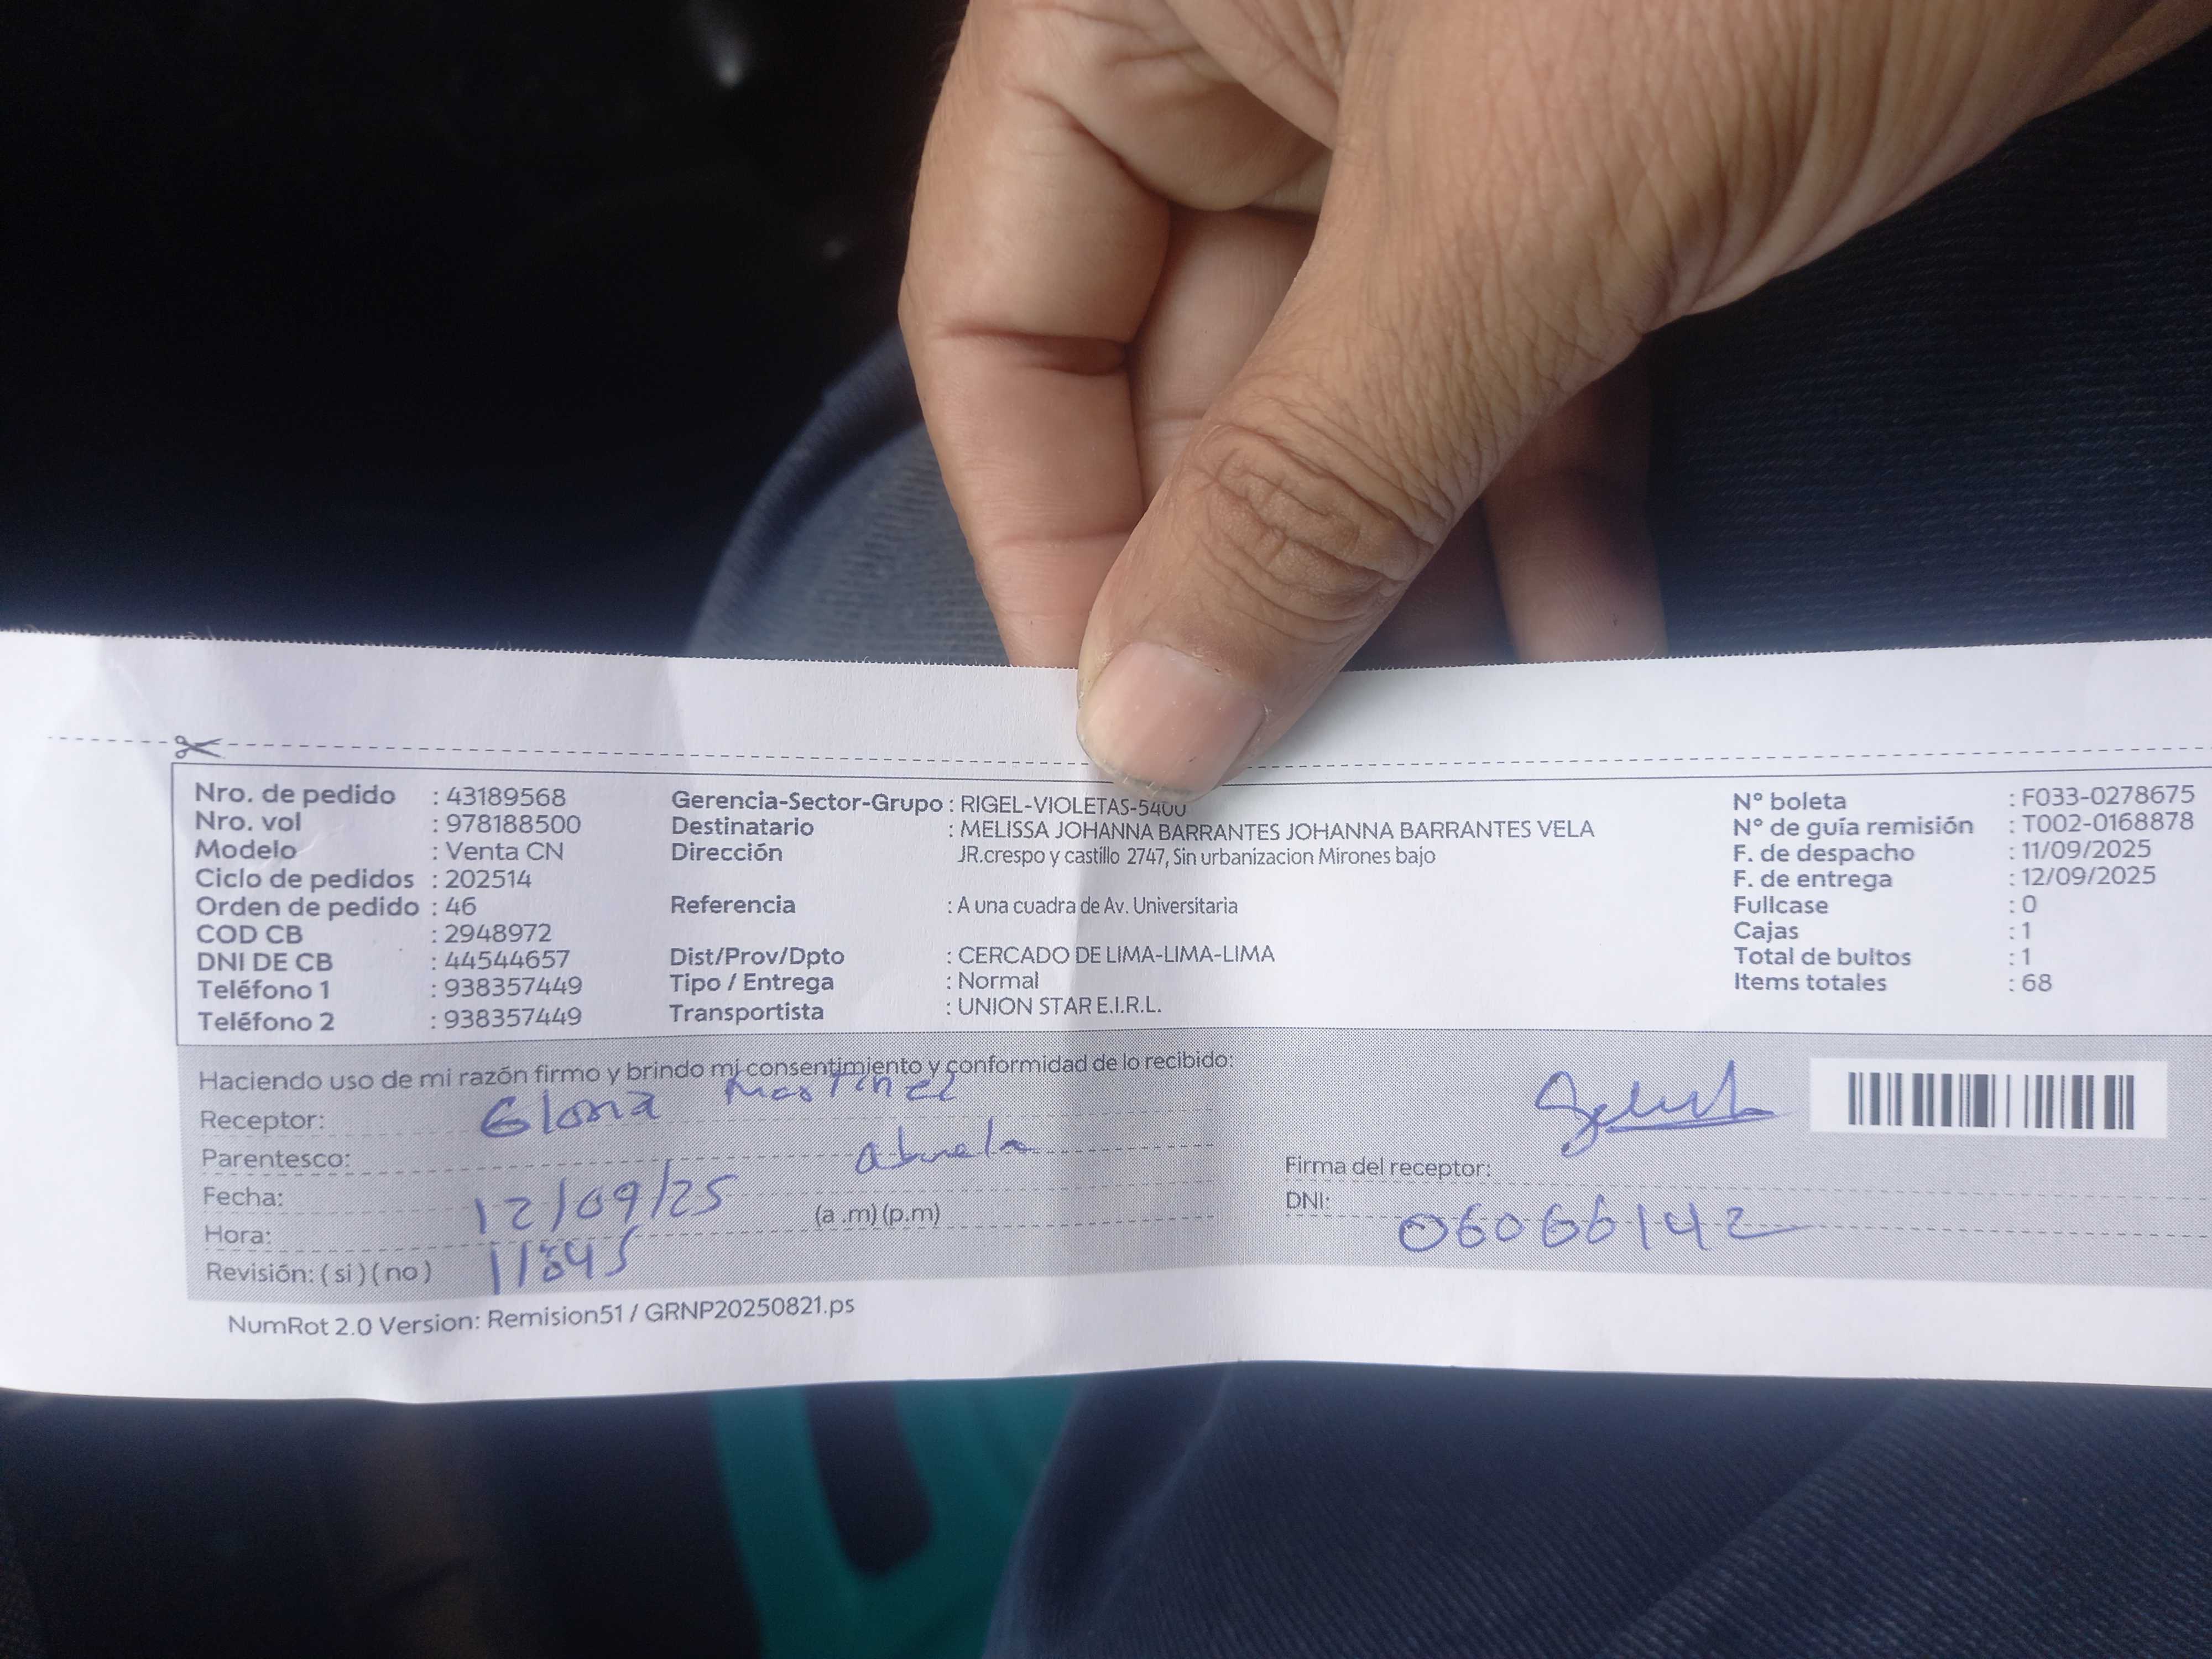 Nro. de pedido : 43189568
Nro. vol : 978188500
Modelo : Venta CN
Ciclo de pedidos : 202514
Orden de pedido : 46
COD CB : 2948972
DNI DE CB : 44544657
Teléfono 1 : 938357449
Teléfono 2 : 938357449
Gerencia-Sector-Grupo : RIGEL-VIOLETAS-5400
Destinatario : MELISSA JOHANNA BARRANTES JOHANNA BARRANTES VELA
Dirección JR.crespo y castillo 2747, Sin urbanizacion Mirones bajo
Referencia : A una cuadra de Av. Universitaria
Dist/Prov/Dpto : CERCADO DE LIMA-LIMA-LIMA
Tipo / Entrega : Normal
Transportista : UNION STAR E.I.R.L.
N° boleta : F033-0278675
N° de guía remisión : T002-0168878
F. de despacho : 11/09/2025
F. de entrega : 12/09/2025
Fullcase : 0
Cajas : 1
Total de bultos : 1
Items totales : 68
Haciendo uso de mi razón firmo y brindo mi consentimiento y conformidad de lo recibido:
Receptor: Gloria Martinez
Parentesco: abuela
Fecha: 12/09/25
Hora: (a .m) (p.m)
Revisión: ( si ) ( no )
Firma del receptor:
DNI: 06066142
NumRot 2.0 Version: Remision51 / GRNP20250821.ps